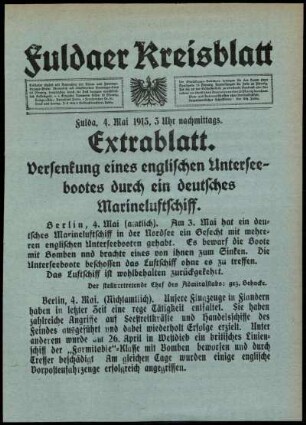 Fuldaer Kreisblatt
Fulda, 4. Mai 1915, 5 Uhr nachmittags.
Extrablatt.
Versenkung eines englischen Untersee-
bootes durch ein deutsches
Marineluftschiff.
Berlin, 4. Mai (amtlich). Am 3. Mai hat ein deu-
tsches Marineluftschiff in der Nordsee ein Gefecht mit mehre-
ren englischen Unterseebooten gehabt. Es bewarf die Boote
mit Bomben und brachte eines von ihnen zum Sinken. Die
Unterseeboote beschossen das Luftschiff ohne es zu treffen.
Das Luftschiff ist wohlbehalten zurückgekehrt.
Der stellvertretende Chef des Admiralstabs: gez. Behncke.
Berlin, 4. Mai. (Nichtamtlich). Unsere Flugzeuge in Flandern
haben in letzter Zeit eine rege Tätigkeit entfaltet. Sie haben
zahlreiche Angriffe auf Seestreitkräfte und Handelsschiffe des
Feindes ausgeführt und dabei wiederholt Erfolge erzielt. Unter
anderem wurde am 26. April in Westdiep ein britisches Linien-
schiff der „Formidable"-Klasse mit Bomben beworfen und durch
Treffer beschädigt. Am gleichen Tage wurden einige englische
Vorpostenfahrzeuge erfolgreich angegriffen.